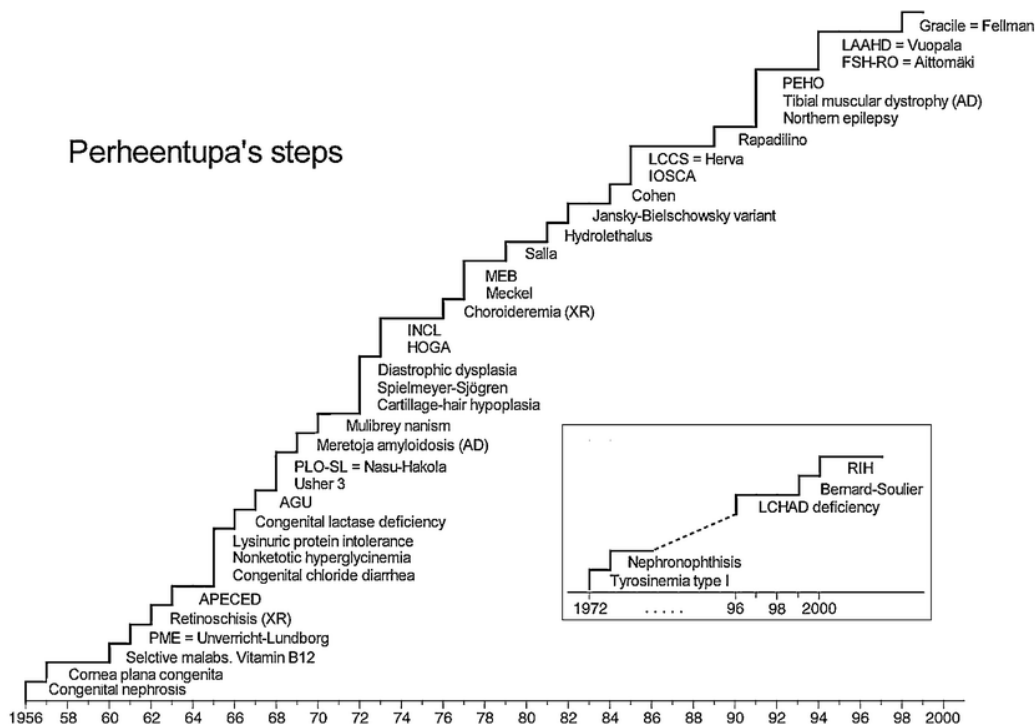 Gracile = Fellman
LAAHD = Vuopala
FSH-RO = Aittomäki
PEHO
Tibial muscular dystrophy (AD)
Northern epilepsy
Rapadilino
Perheentupa's steps
LCCS = Herva
IOSCA
Cohen
Jansky-Bielschowsky variant
Hydrolethalus
Salla
MEB
Meckel
Choroideremia (XR)
INCL
HOGA
Diastrophic dysplasia
Spielmeyer-Sjögren
Cartilage-hair hypoplasia
Mulibrey nanism
Meretoja amyloidosis (AD)
PLO-SL = Nasu-Hakola
Usher 3
AGU
Congenital lactase deficiency
Lysinuric protein intolerance
Nonketotic hyperglycinemia
Congenital chloride diarrhea
APECED
Retinoschisis (XR)
PME = Unverricht-Lundborg
Selctive malabs. Vitamin B12
Cornea plana congenita
Congenital nephrosis
1956 58 60 62 64 66 68 70 72 74 76 78 80 82 84 86 88 90 92 94 96 98 2000
RIH
Bernard-Soulier
LCHAD deficiency
Nephronophthisis
Tyrosinemia type I
1972 ..... 96 98 2000